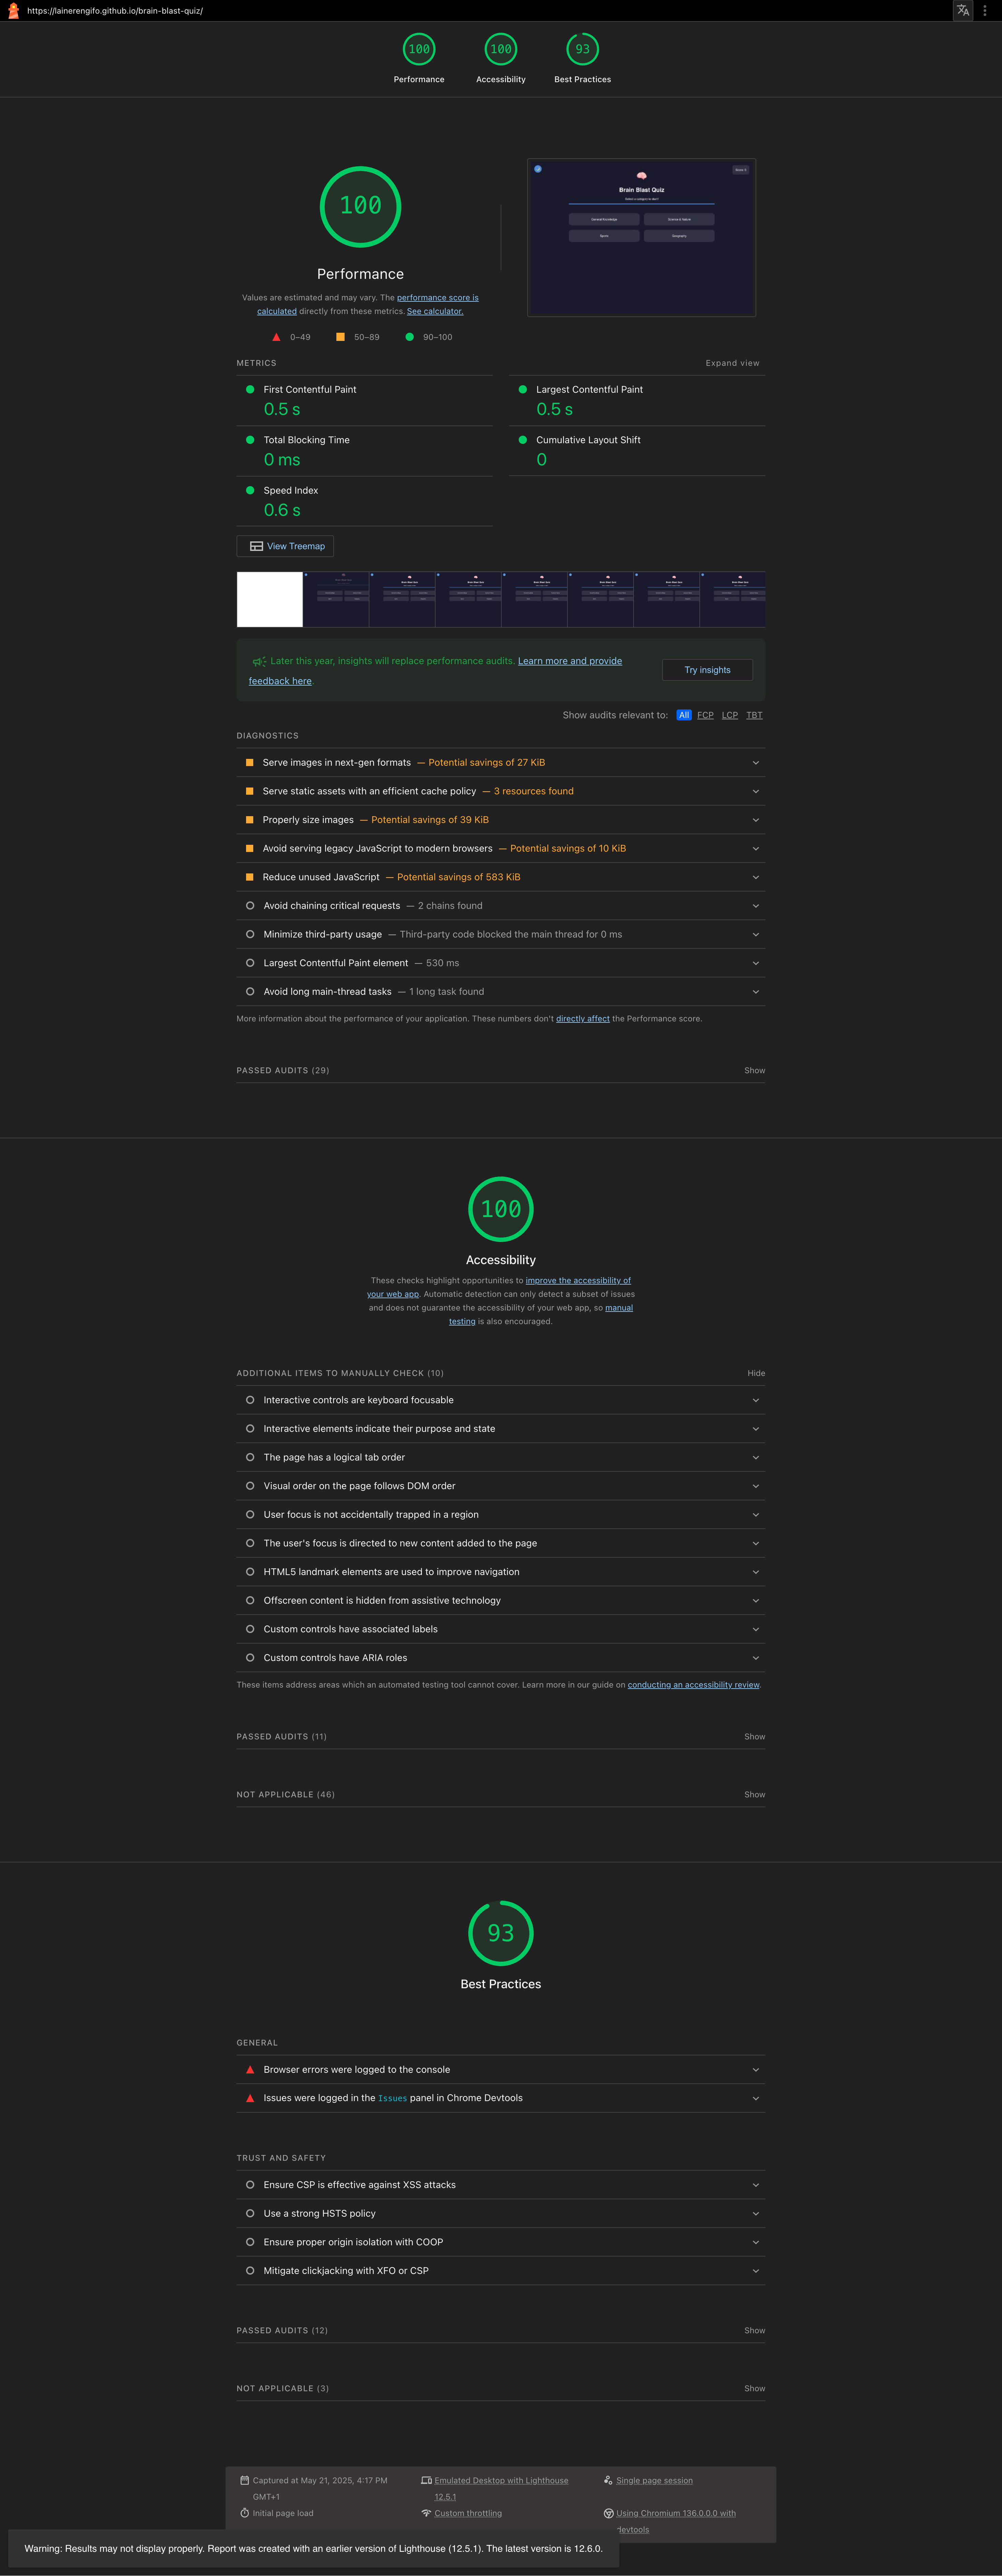 https://lainerengifo.github.io/brain-blast-quiz/
100
100
93
Performance
Accessibility
Best Practices
100
Performance
Values are estimated and may vary. The performance score is
calculated directly from these metrics. See calculator.
0–49
50–89
90–100
Brain Blast Quiz
General Knowledge
Science & Nature
Sports
Geography
METRICS
Expand view
First Contentful Paint
0.5 s
Largest Contentful Paint
0.5 s
Total Blocking Time
0 ms
Cumulative Layout Shift
0
Speed Index
0.6 s
View Treemap
Later this year, insights will replace performance audits. Learn more and provide
feedback here.
Try insights
Show audits relevant to: All FCP LCP TBT
DIAGNOSTICS
Serve images in next-gen formats — Potential savings of 27 KiB
Serve static assets with an efficient cache policy — 3 resources found
Properly size images — Potential savings of 39 KiB
Avoid serving legacy JavaScript to modern browsers — Potential savings of 10 KiB
Reduce unused JavaScript — Potential savings of 583 KiB
Avoid chaining critical requests — 2 chains found
Minimize third-party usage — Third-party code blocked the main thread for 0 ms
Largest Contentful Paint element — 530 ms
Avoid long main-thread tasks — 1 long task found
More information about the performance of your application. These numbers don't directly affect the Performance score.
PASSED AUDITS (29)
Show
100
Accessibility
These checks highlight opportunities to improve the accessibility of
your web app. Automatic detection can only detect a subset of issues
and does not guarantee the accessibility of your web app, so manual
testing is also encouraged.
ADDITIONAL ITEMS TO MANUALLY CHECK (10)
Hide
Interactive controls are keyboard focusable
Interactive elements indicate their purpose and state
The page has a logical tab order
Visual order on the page follows DOM order
User focus is not accidentally trapped in a region
The user's focus is directed to new content added to the page
HTML5 landmark elements are used to improve navigation
Offscreen content is hidden from assistive technology
Custom controls have associated labels
Custom controls have ARIA roles
These items address areas which an automated testing tool cannot cover. Learn more in our guide on conducting an accessibility review.
PASSED AUDITS (11)
Show
NOT APPLICABLE (46)
Show
93
Best Practices
GENERAL
Browser errors were logged to the console
Issues were logged in the Issues panel in Chrome Devtools
TRUST AND SAFETY
Ensure CSP is effective against XSS attacks
Use a strong HSTS policy
Ensure proper origin isolation with COOP
Mitigate clickjacking with XFO or CSP
PASSED AUDITS (12)
Show
NOT APPLICABLE (3)
Show
Captured at May 21, 2025, 4:17 PM
GMT+1
Emulated Desktop with Lighthouse
12.5.1
Single page session
Initial page load
Custom throttling
Using Chromium 136.0.0.0 with
devtools
Warning: Results may not display properly. Report was created with an earlier version of Lighthouse (12.5.1). The latest version is 12.6.0.